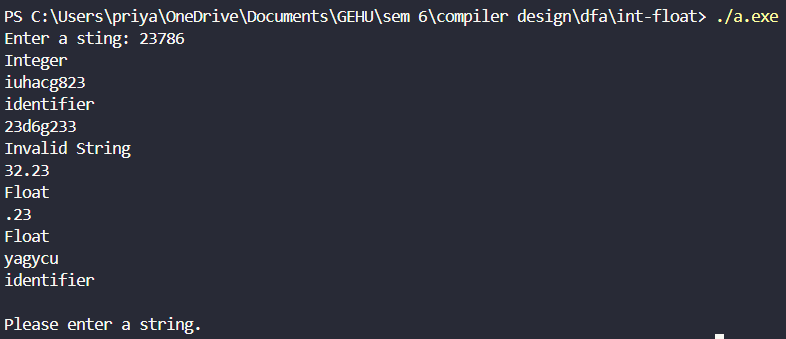 PS C:\Users\priya\OneDrive\Documents\GEHU\sem 6\compiler design\dfa\int-float> ./a.exe
Enter a sting: 23786
Integer
iuhacg823
identifier
23d6g233
Invalid String
32.23
Float
.23
Float
yagycu
identifier
Please enter a string.